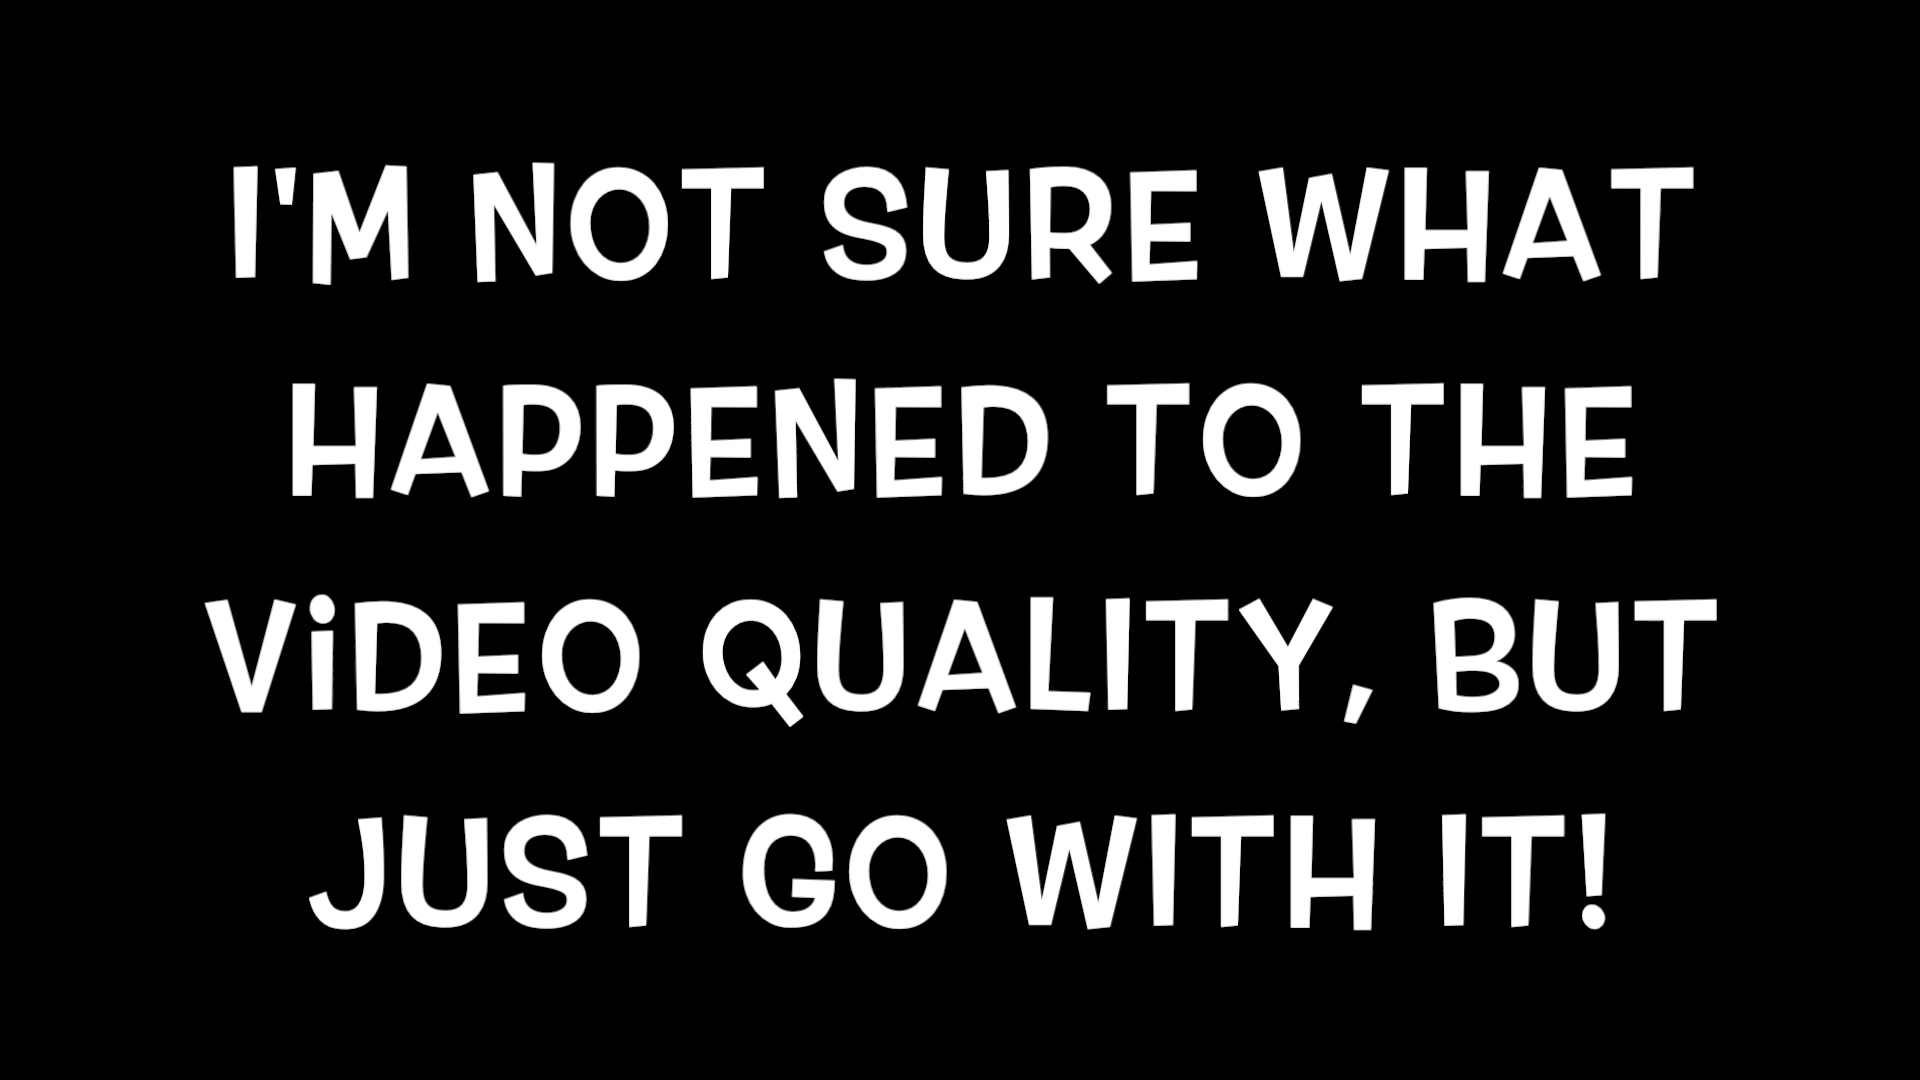 I'M NOT SURE WHAT
HAPPENED TO THE
ViDEO QUALITY, BUT
JUST GO WITH IT!